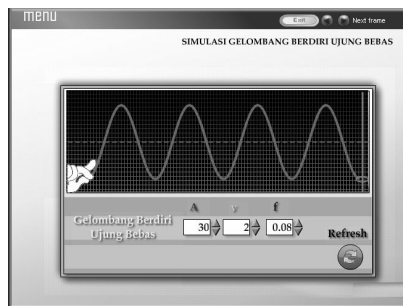 menu
Exit Next frame
SIMULASI GELOMBANG BERDIRI UJUNG BEBAS
A v f
Gelombang Berdiri
Ujung Bebas
30 2 0.08
Refresh